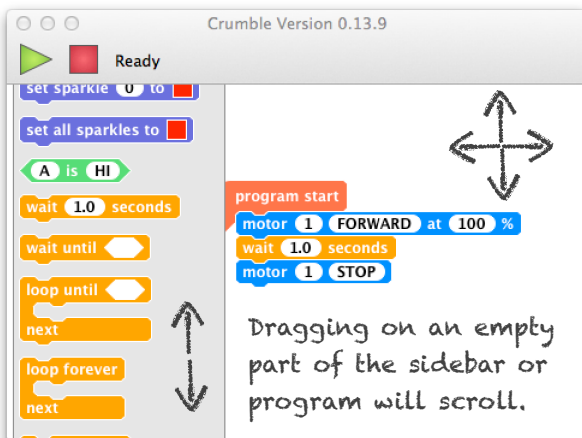 Crumble Version 0.13.9
Ready
set sparkle 0 to
set all sparkles to
A is HI
wait 1.0 seconds
wait until
loop until
next
loop forever
next
program start
motor 1 FORWARD at 100 %
wait 1.0 seconds
motor 1 STOP
Dragging on an empty
part of the sidebar or
program will scroll.